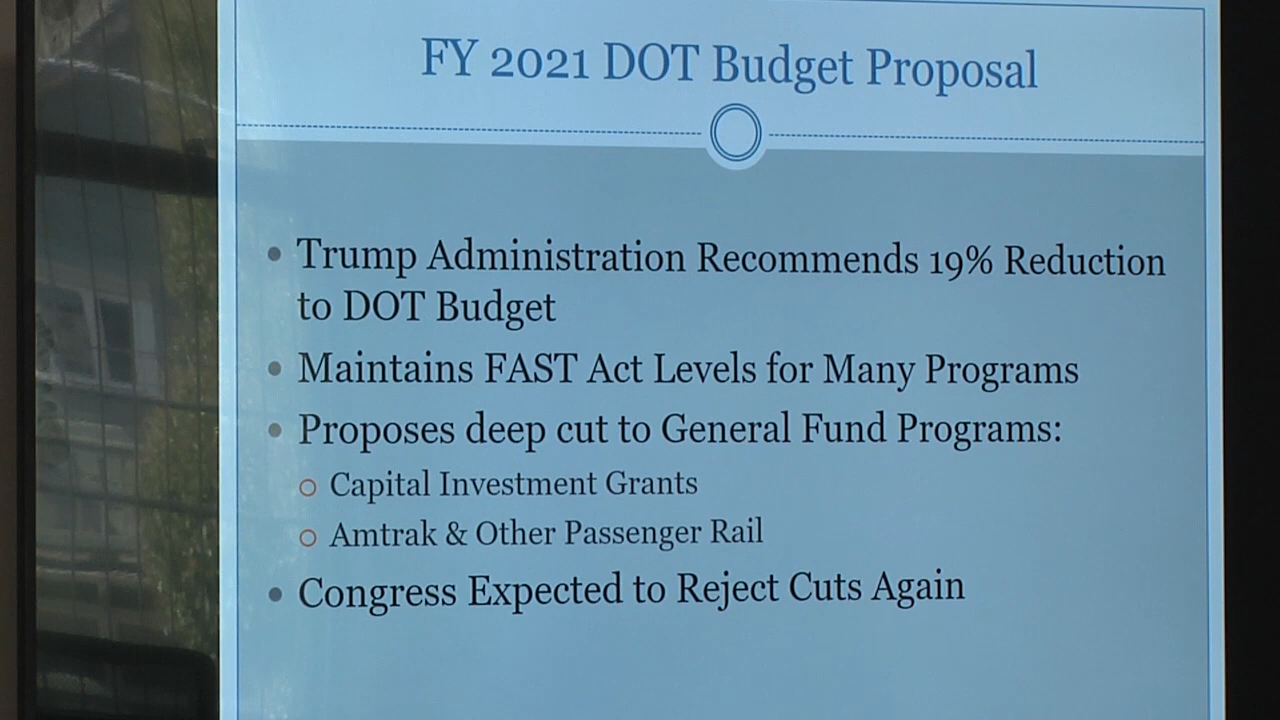 FY 2021 DOT Budget Proposal
• Trump Administration Recommends 19% Reduction
to DOT Budget
• Maintains FAST Act Levels for Many Programs
• Proposes deep cut to General Fund Programs:
○ Capital Investment Grants
○ Amtrak & Other Passenger Rail
• Congress Expected to Reject Cuts Again